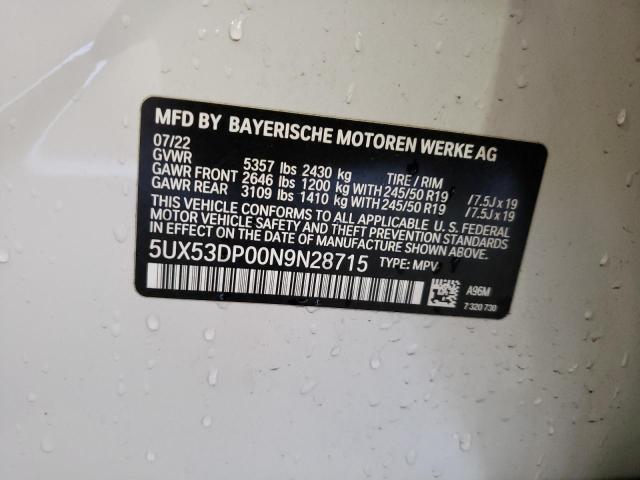 MFD BY BAYERISCHE MOTOREN WERKE AG
07/22
GVWR 5357 lbs 2430 kg TIRE / RIM
GAWR FRONT 2646 lbs 1200 kg WITH 245/50 R19 / 7.5J x 19
GAWR REAR 3109 lbs 1410 kg WITH 245/50 R19 / 7.5J x 19
THIS VEHICLE CONFORMS TO ALL APPLICABLE U.S. FEDERAL
MOTOR VEHICLE SAFETY AND THEFT PREVENTION STANDARDS
IN EFFECT ON THE DATE OF MANUFACTURE SHOWN ABOVE.
5UX53DP00N9N28715 TYPE: MPV
A96M
7 320 730